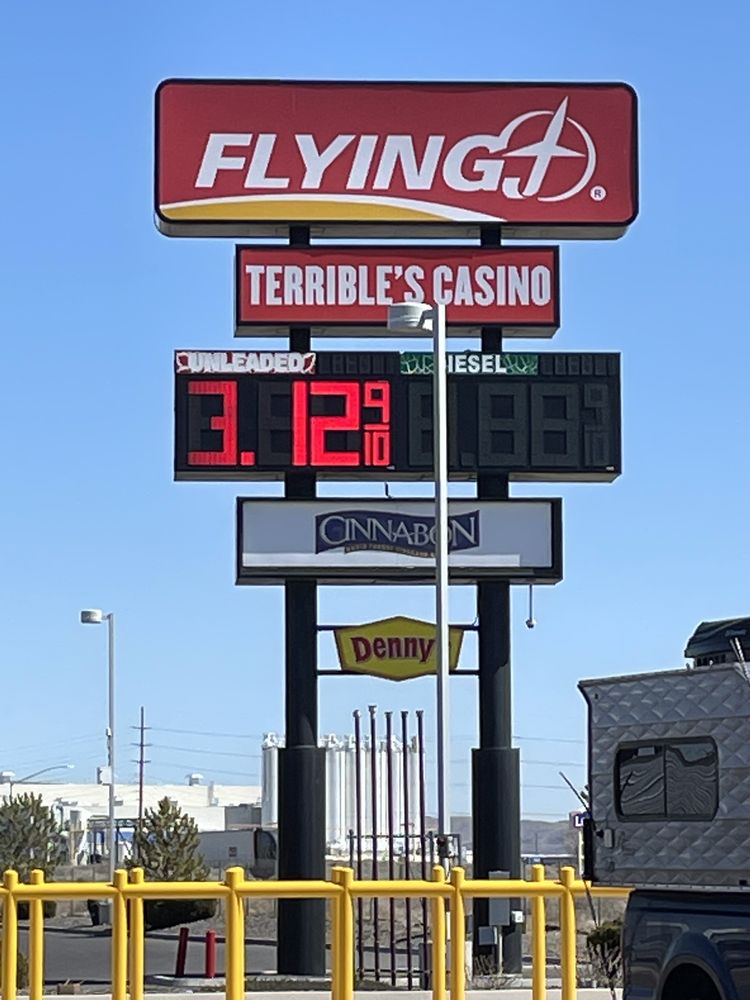 FLYING J ®
TERRIBLE'S CASINO
UNLEADED DIESEL
3.12 9/10
CINNABON
Denny's